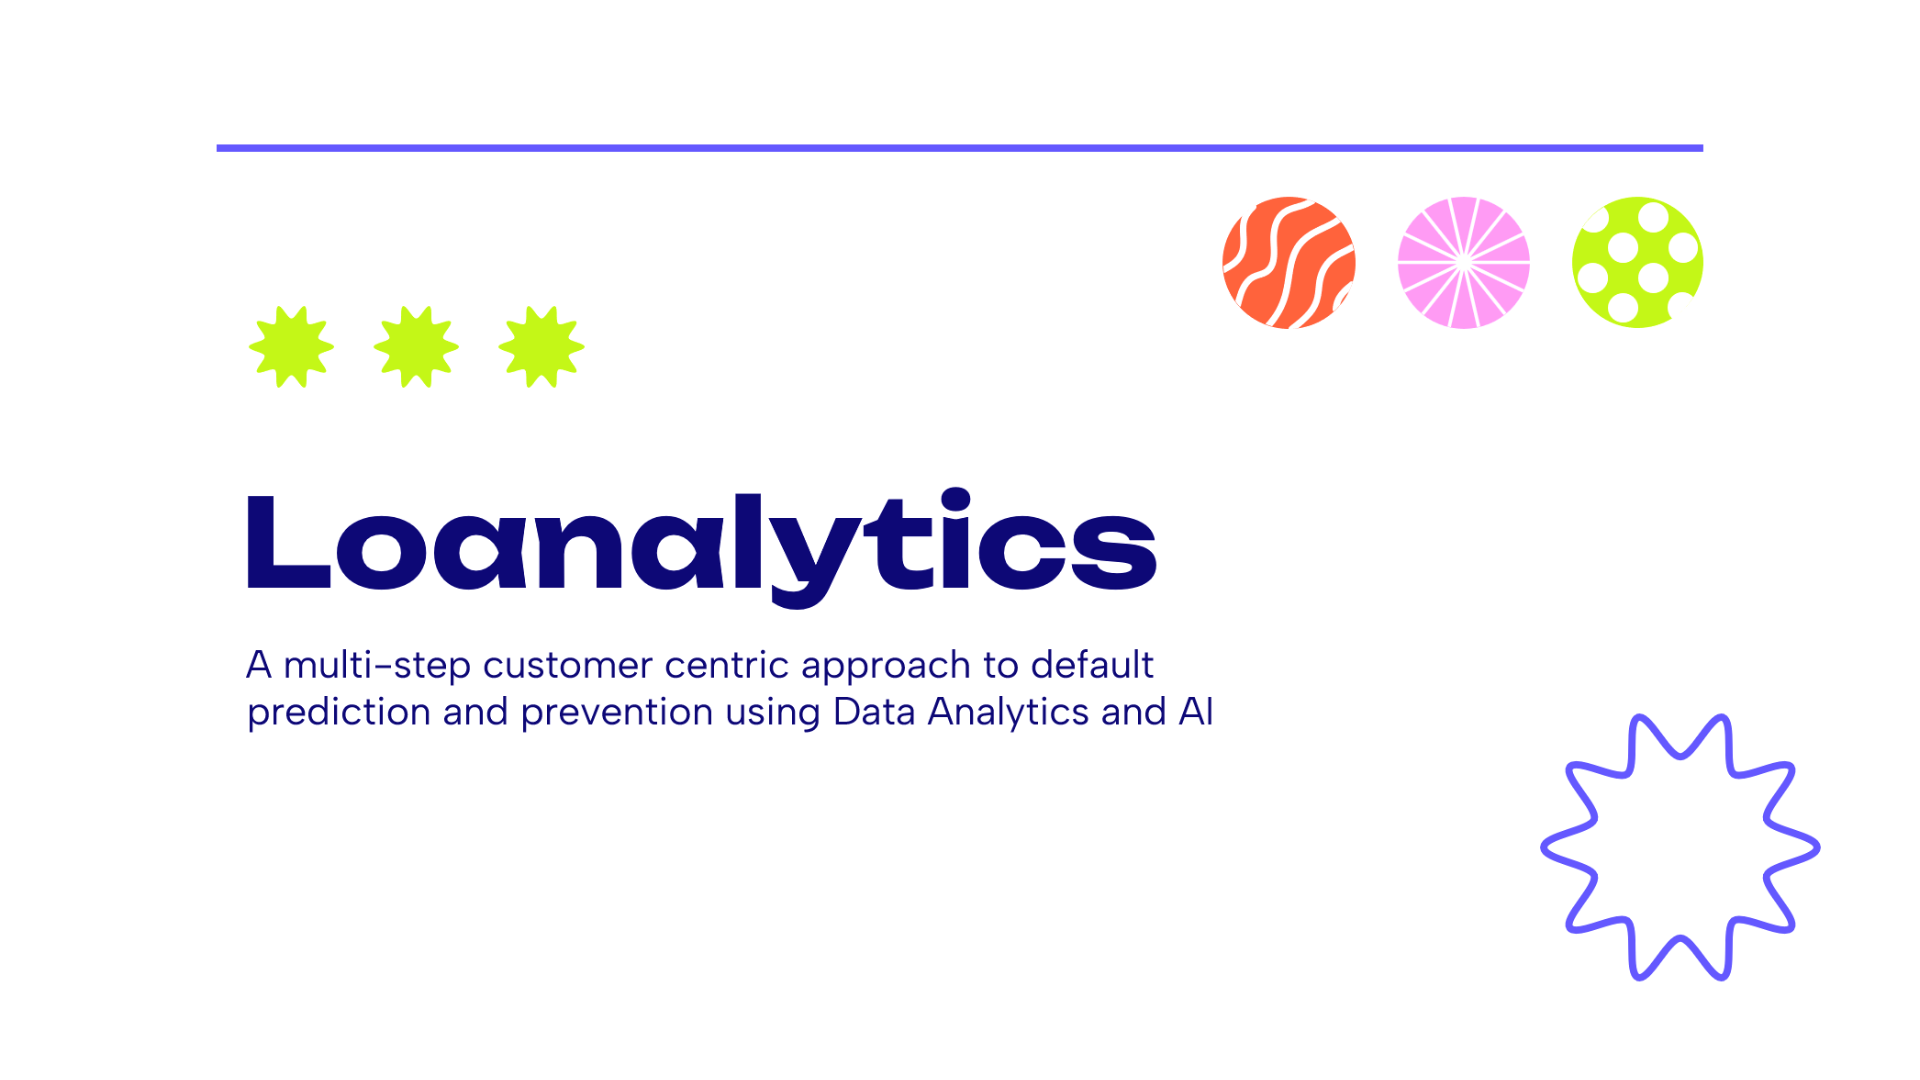 Loanalytics
A multi-step customer centric approach to default
prediction and prevention using Data Analytics and AI